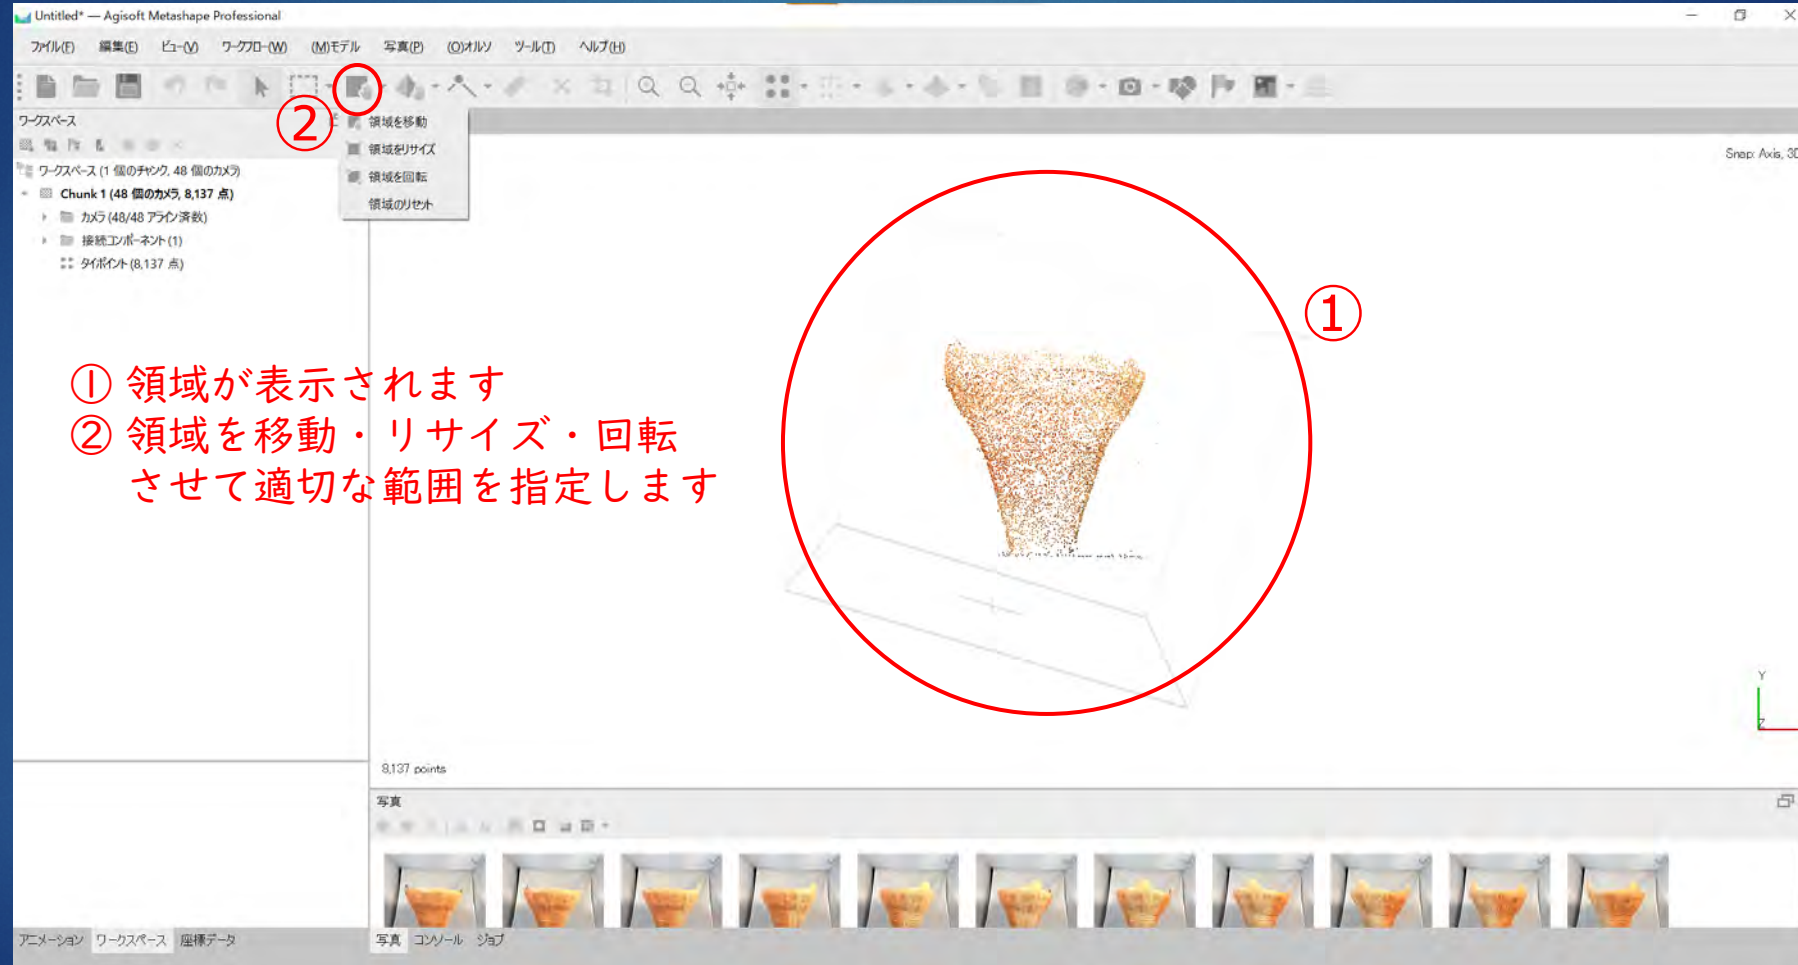 Untitled* — Agisoft Metashape Professional
ファイル(F) 編集(E) ビュー(V) ワークフロー(W) (M)モデル 写真(P) (O)オルソ ツール(T) ヘルプ(H)
ワークスペース
②
領域を移動
領域をリサイズ
領域を回転
領域のリセット
ワークスペース (1 個のチャンク, 48 個のカメラ)
Chunk 1 (48 個のカメラ, 8,137 点)
カメラ (48/48 アライン済数)
接続コンポーネント (1)
タイポイント (8,137 点)
Snap: Axis, 3D
①
① 領域が表示されます
② 領域を移動・リサイズ・回転
させて適切な範囲を指定します
Y
Z
8,137 points
写真
アニメーション ワークスペース 座標データ
写真 コンソール ジョブ